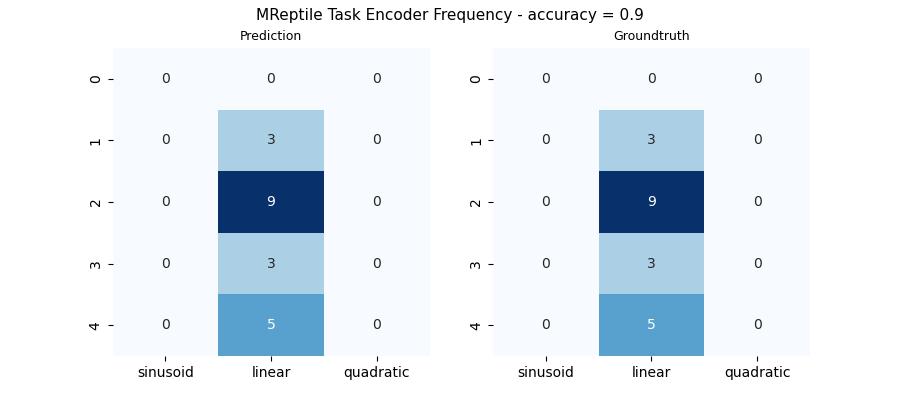 MReptile Task Encoder Frequency - accuracy = 0.9
Prediction
0 0 0 0
1 0 3 0
2 0 9 0
3 0 3 0
4 0 5 0
sinusoid linear quadratic
Groundtruth
0 0 0 0
1 0 3 0
2 0 9 0
3 0 3 0
4 0 5 0
sinusoid linear quadratic